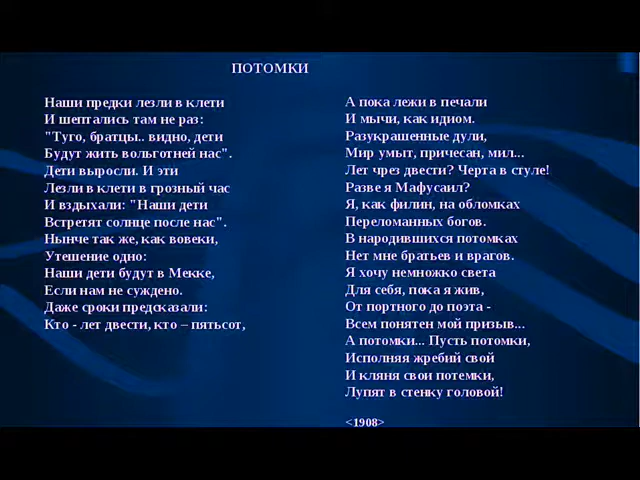 ПОТОМКИ
Наши предки лезли в клети
И шептались там не раз:
"Туго, братцы.. видно, дети
Будут жить вольготней нас".
Дети выросли. И эти
Лезли в клети в грозный час
И вздыхали: "Наши дети
Встретят солнце после нас".
Нынче так же, как вовеки,
Утешение одно:
Наши дети будут в Мекке,
Если нам не суждено.
Даже сроки предсказали:
Кто - лет двести, кто – пятьсот,
А пока лежи в печали
И мычи, как идиом.
Разукрашенные дули,
Мир умыт, причесан, мил...
Лет чрез двести? Черта в стуле!
Разве я Мафусаил?
Я, как филин, на обломках
Переломанных богов.
В народившихся потомках
Нет мне братьев и врагов.
Я хочу немножко света
Для себя, пока я жив,
От портного до поэта -
Всем понятен мой призыв...
А потомки... Пусть потомки,
Исполняя жребий свой
И кляня свои потемки,
Лупят в стенку головой!
<1908>